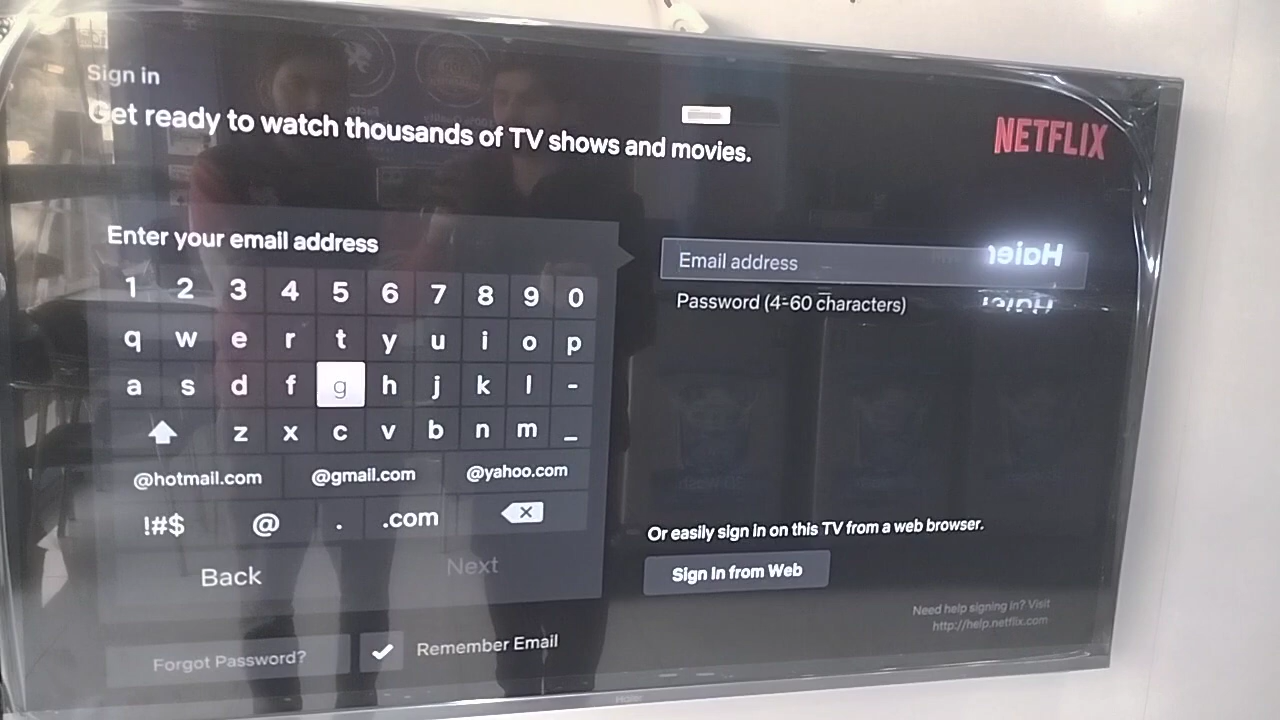 Sign in
Get ready to watch thousands of TV shows and movies.
NETFLIX
Enter your email address
1 2 3 4 5 6 7 8 9 0
q w e r t y u i o p
a s d f g h j k l -
z x c v b n m _
@hotmail.com @gmail.com @yahoo.com
!#$ @ . .com
Back Next
Forgot Password? Remember Email
Email address
Haier
Password (4-60 characters)
Haier
Or easily sign in on this TV from a web browser.
Sign In from Web
Need help signing in? Visit
http://help.netflix.com
Haier